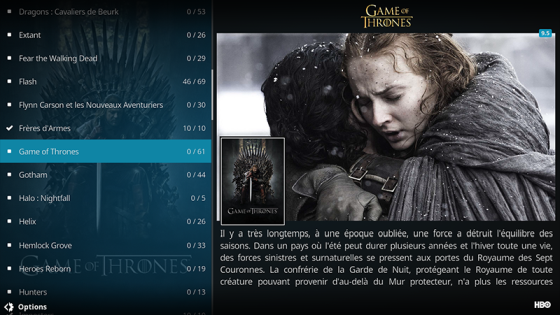 Dragons : Cavaliers de Beurk 0 / 53
Extant 0 / 26
Fear the Walking Dead 0 / 29
Flash 46 / 69
Flynn Carson et les Nouveaux Aventuriers 0 / 30
Frères d'Armes 10 / 10
Game of Thrones 0 / 61
Gotham 0 / 44
Halo : Nightfall 0 / 5
Helix 0 / 26
Hemlock Grove 0 / 33
Heroes Reborn 0 / 19
Hunters 0 / 13
GAME OF THRONES
Options
GAME OF
THRONES
9.5
GAME OF THRONES
Il y a très longtemps, à une époque oubliée, une force a détruit l'équilibre des
saisons. Dans un pays où l'été peut durer plusieurs années et l'hiver toute une vie,
des forces sinistres et surnaturelles se pressent aux portes du Royaume des Sept
Couronnes. La confrérie de la Garde de Nuit, protégeant le Royaume de toute
créature pouvant provenir d'au-delà du Mur protecteur, n'a plus les ressources
HBO